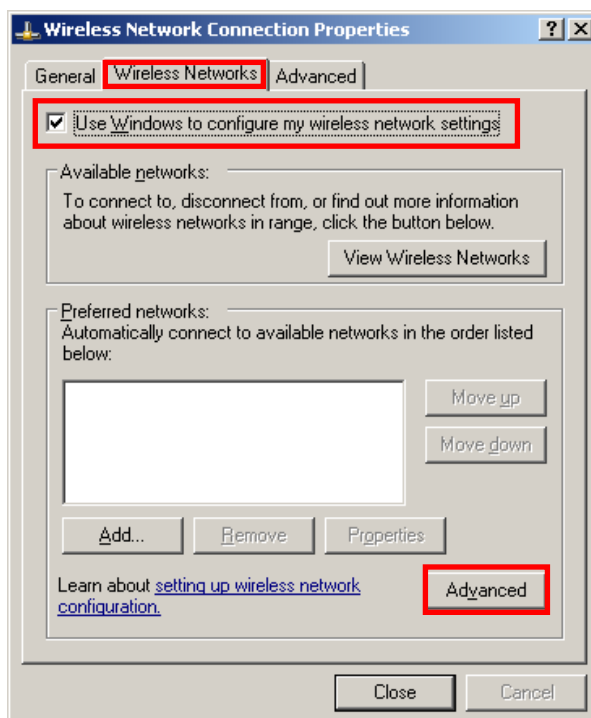 Wireless Network Connection Properties
General
Wireless Networks
Advanced
Use Windows to configure my wireless network settings
Available networks:
To connect to, disconnect from, or find out more information
about wireless networks in range, click the button below.
View Wireless Networks
Preferred networks:
Automatically connect to available networks in the order listed
below:
Move up
Move down
Add...
Remove
Properties
Learn about setting up wireless network
configuration.
Advanced
Close
Cancel